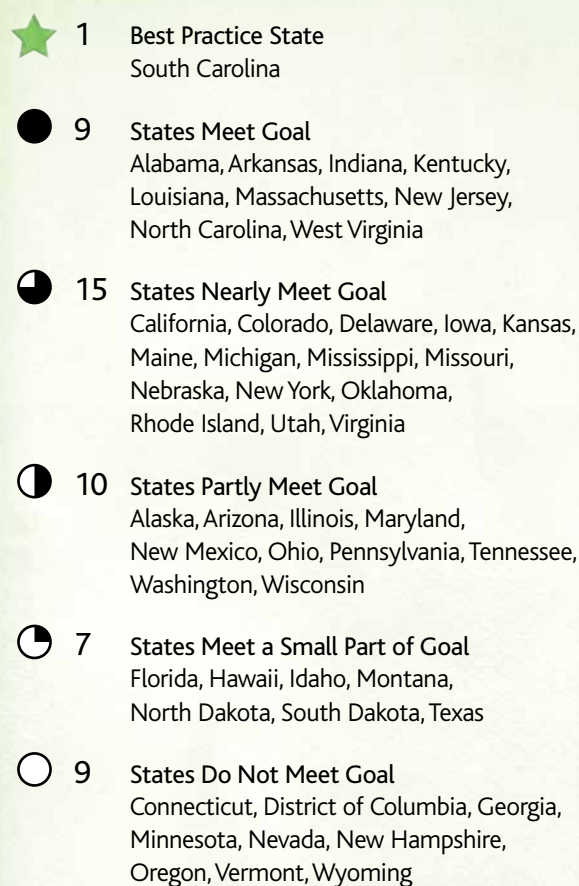 1 Best Practice State
South Carolina
9 States Meet Goal
Alabama, Arkansas, Indiana, Kentucky,
Louisiana, Massachusetts, New Jersey,
North Carolina, West Virginia
15 States Nearly Meet Goal
California, Colorado, Delaware, Iowa, Kansas,
Maine, Michigan, Mississippi, Missouri,
Nebraska, New York, Oklahoma,
Rhode Island, Utah, Virginia
10 States Partly Meet Goal
Alaska, Arizona, Illinois, Maryland,
New Mexico, Ohio, Pennsylvania, Tennessee,
Washington, Wisconsin
7 States Meet a Small Part of Goal
Florida, Hawaii, Idaho, Montana,
North Dakota, South Dakota, Texas
9 States Do Not Meet Goal
Connecticut, District of Columbia, Georgia,
Minnesota, Nevada, New Hampshire,
Oregon, Vermont, Wyoming